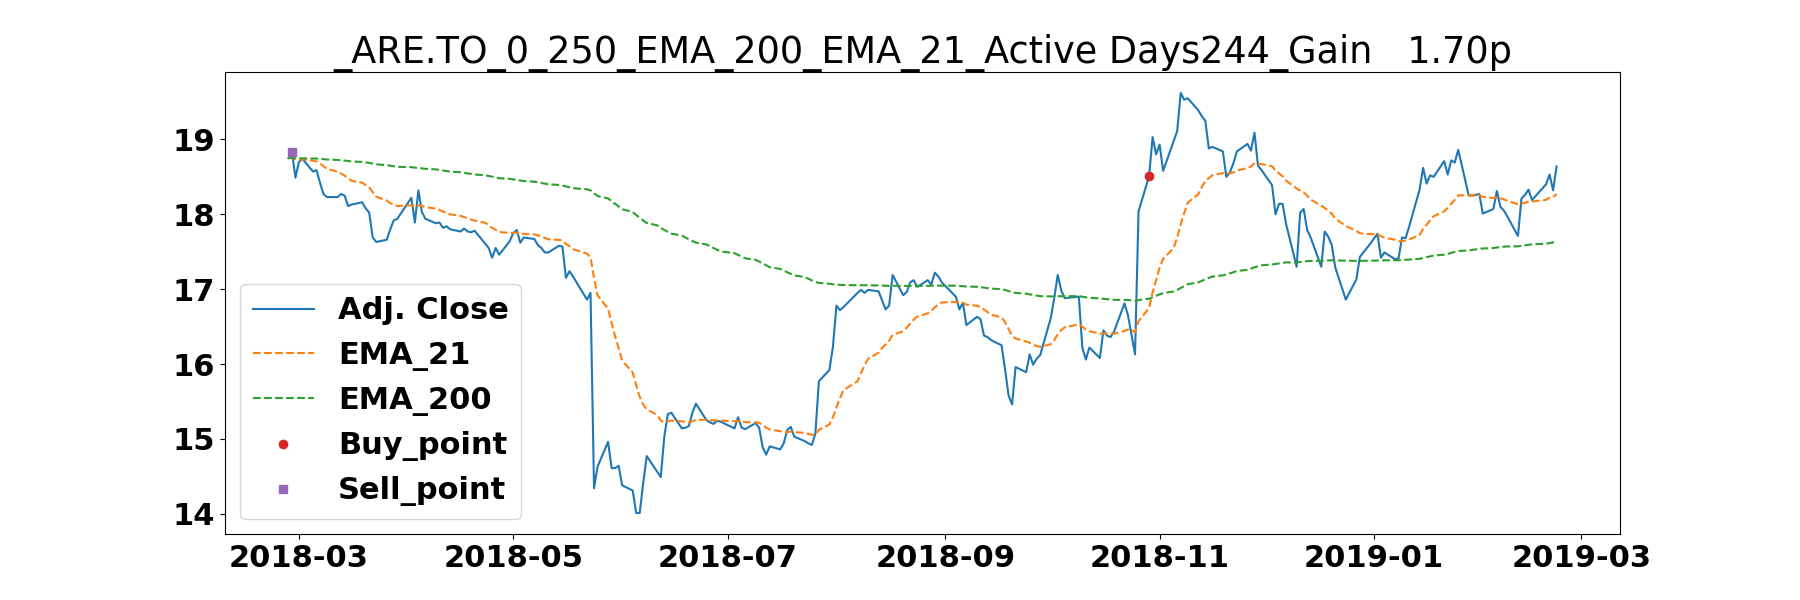 _ARE.TO_0_250_EMA_200_EMA_21_Active Days244_Gain   1.70p
19
18
17
16
15
14
Adj. Close
EMA_21
EMA_200
Buy_point
Sell_point
2018-03 2018-05 2018-07 2018-09 2018-11 2019-01 2019-03